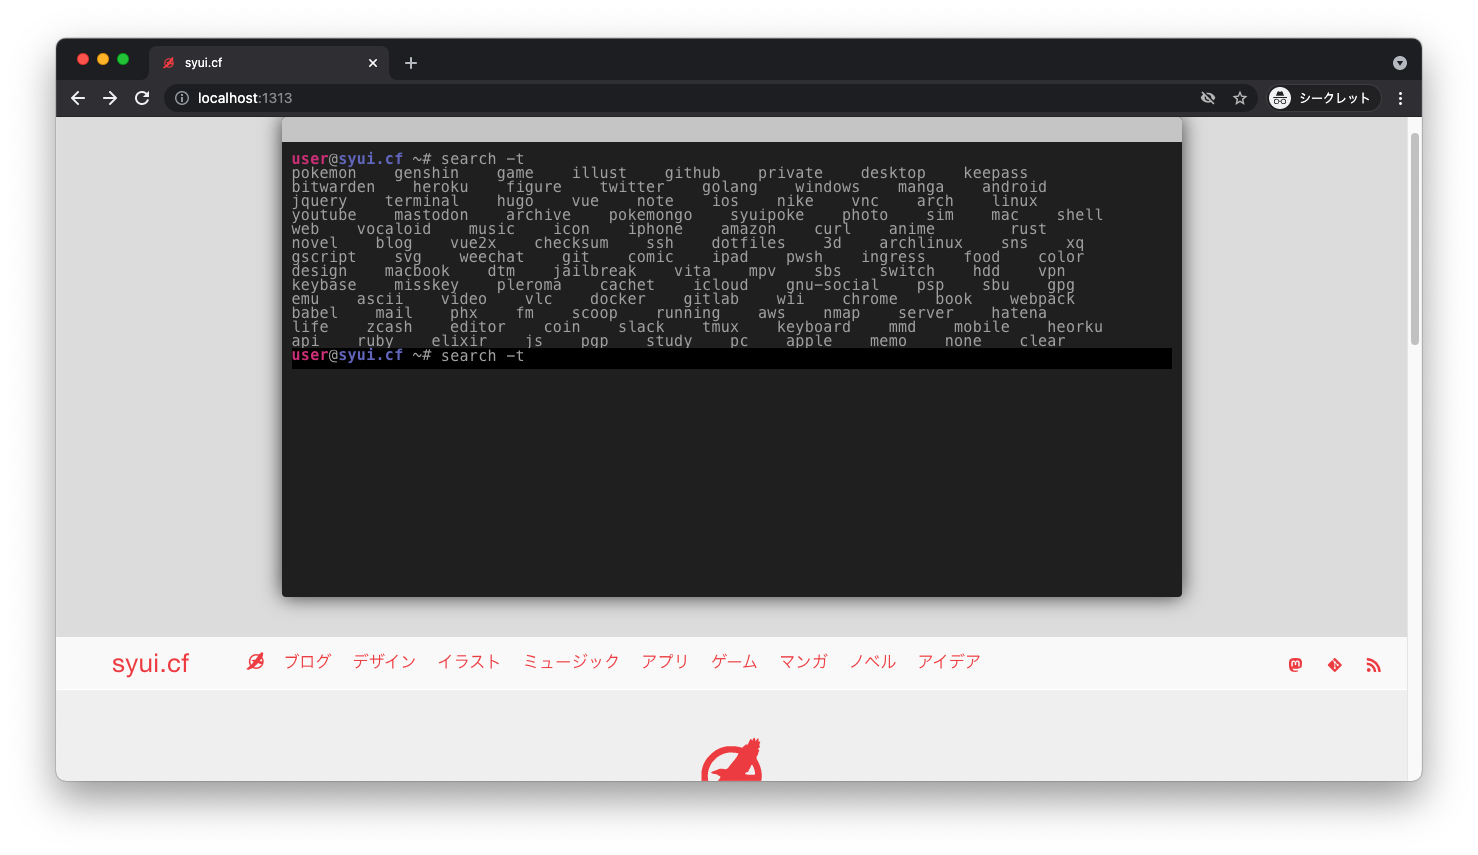 syui.cf
localhost:1313
シークレット
user@syui.cf ~# search -t
pokemon genshin game illust github private desktop keepass
bitwarden heroku figure twitter golang windows manga android
jquery terminal hugo vue note ios nike vnc arch linux
youtube mastodon archive pokemongo syuipoke photo sim mac shell
web vocaloid music icon iphone amazon curl anime rust
novel blog vue2x checksum ssh dotfiles 3d archlinux sns xq
gscript svg weechat git comic ipad pwsh ingress food color
design macbook dtm jailbreak vita mpv sbs switch hdd vpn
keybase misskey pleroma cachet icloud gnu-social psp sbu gpg
emu ascii video vlc docker gitlab wii chrome book webpack
babel mail phx fm scoop running aws nmap server hatena
life zcash editor coin slack tmux keyboard mmd mobile heorku
api ruby elixir js pgp study pc apple memo none clear
user@syui.cf ~# search -t
syui.cf ブログ デザイン イラスト ミュージック アプリ ゲーム マンガ ノベル アイデア